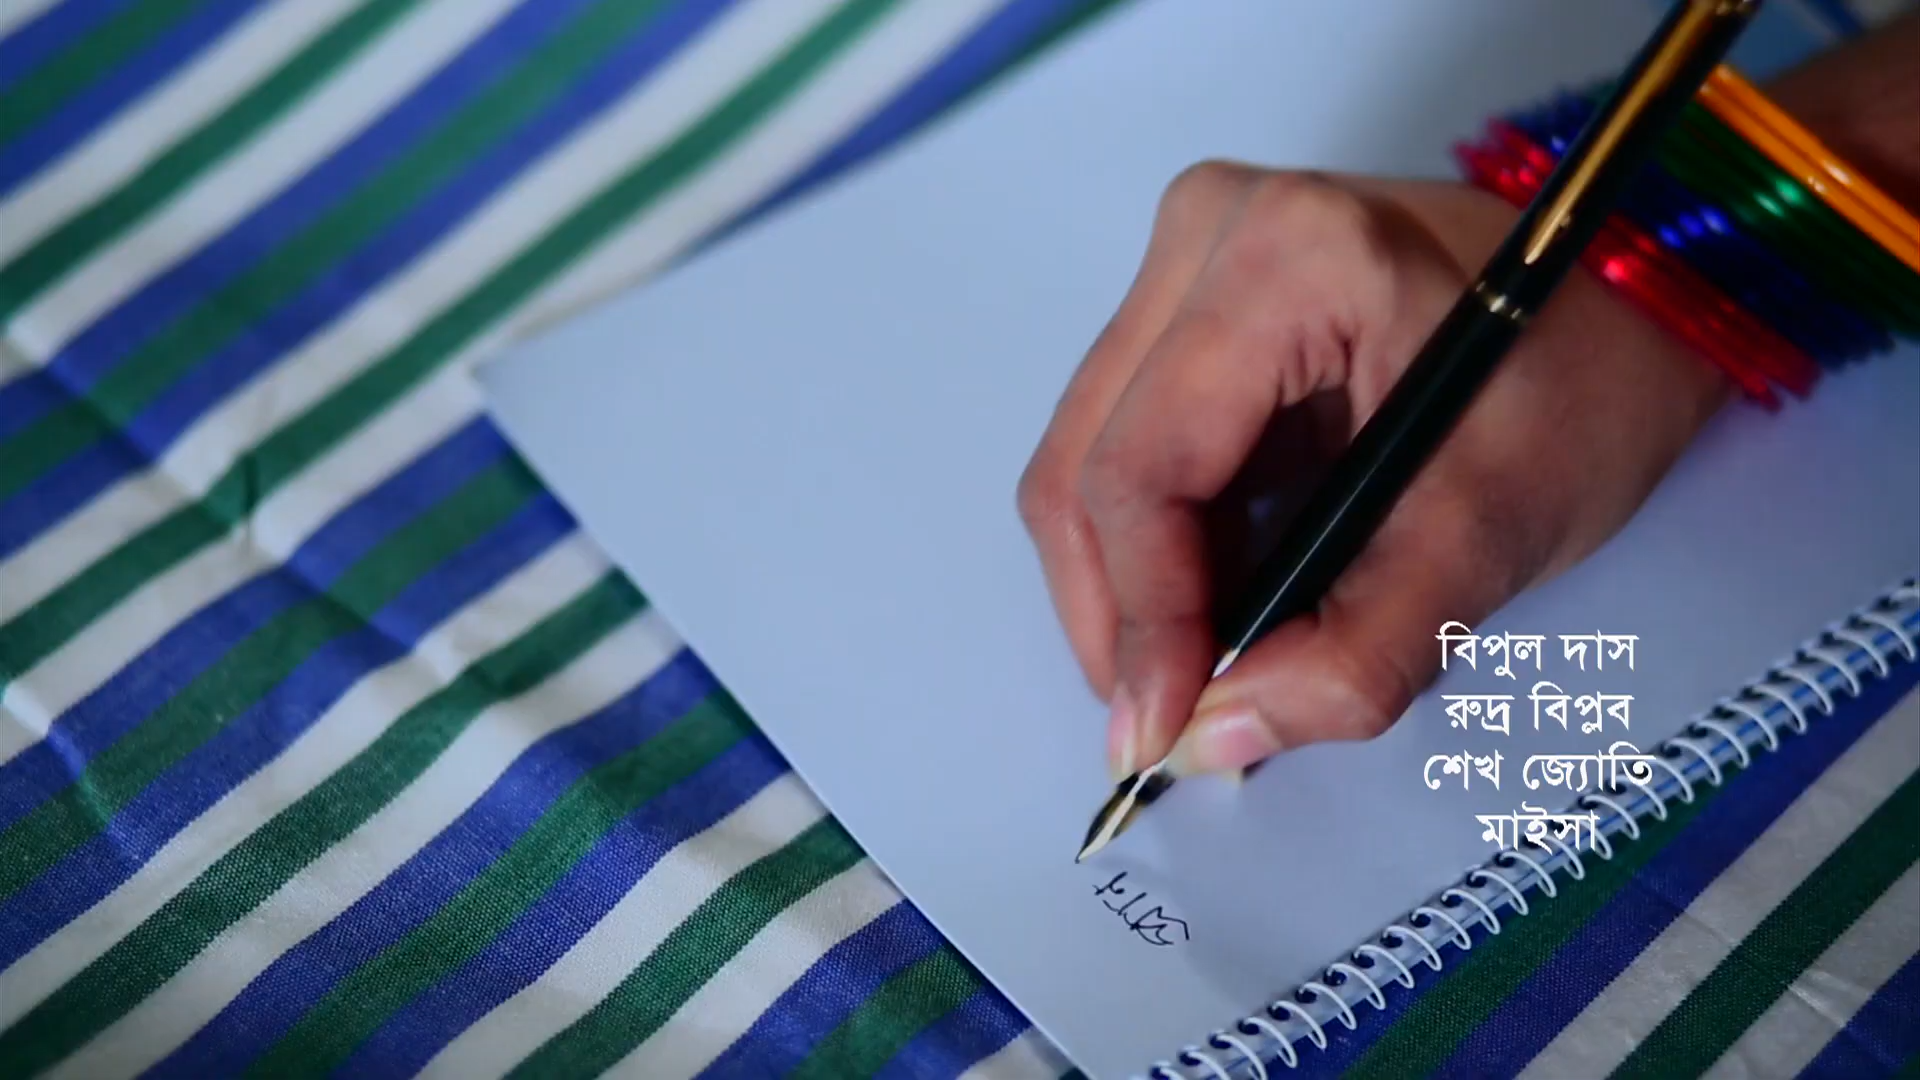 বিপুল দাস
রুদ্র বিপ্লব
শেখ জ্যোতি
মাইসা